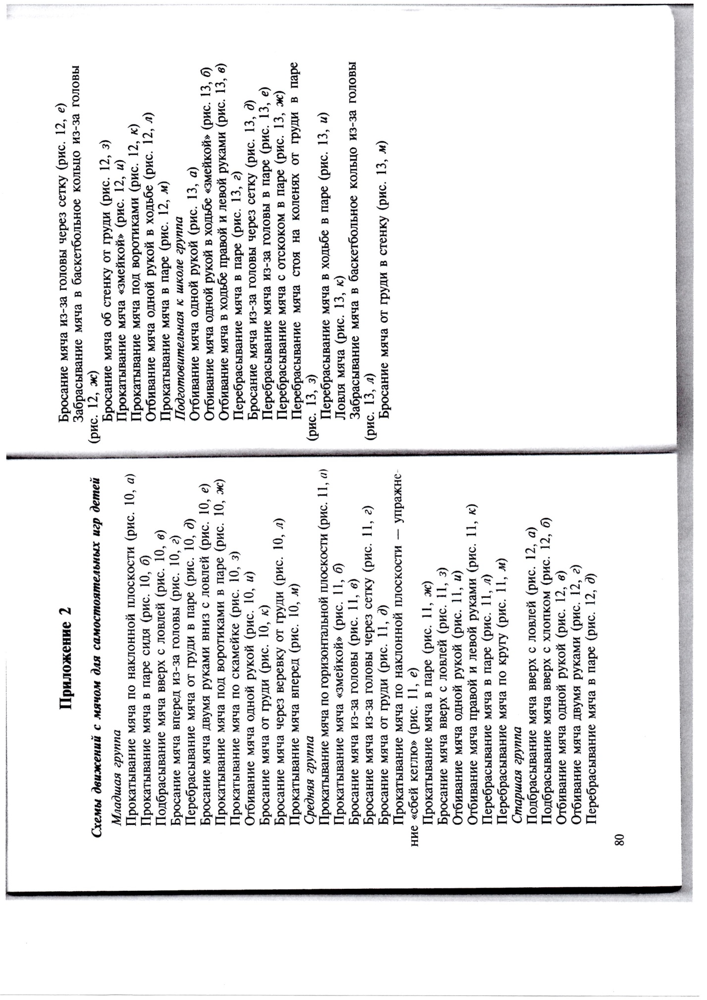 Приложение 2
Схемы движений с мячом для самостоятельных игр детей
Младшая группа
Прокатывание мяча по наклонной плоскости (рис. 10, а)
Прокатывание мяча в паре сидя (рис. 10, б)
Подбрасывание мяча вверх с ловлей (рис. 10, в)
Бросание мяча вперед из-за головы (рис. 10, г)
Перебрасывание мяча от груди в паре (рис. 10, д)
Бросание мяча двумя руками вниз с ловлей (рис. 10, е)
Прокатывание мяча под воротиками в паре (рис. 10, ж)
Прокатывание мяча по скамейке (рис. 10, з)
Отбивание мяча одной рукой (рис. 10, и)
Бросание мяча от груди (рис. 10, к)
Бросание мяча через веревку от груди (рис. 10, л)
Прокатывание мяча вперед (рис. 10, м)
Средняя группа
Прокатывание мяча по горизонтальной плоскости (рис. 11, а)
Прокатывание мяча «змейкой» (рис. 11, б)
Бросание мяча из-за головы (рис. 11, в)
Бросание мяча из-за головы через сетку (рис. 11, г)
Бросание мяча от груди (рис. 11, д)
Прокатывание мяча по наклонной плоскости — упражне-
ние «сбей кеглю» (рис. 11, е)
Прокатывание мяча в паре (рис. 11, ж)
Бросание мяча вверх с ловлей (рис. 11, з)
Отбивание мяча одной рукой (рис. 11, и)
Отбивание мяча правой и левой руками (рис. 11, к)
Перебрасывание мяча в паре (рис. 11, л)
Перебрасывание мяча по кругу (рис. 11, м)
Старшая группа
Подбрасывание мяча вверх с ловлей (рис. 12, а)
Подбрасывание мяча вверх с хлопком (рис. 12, б)
Отбивание мяча одной рукой (рис. 12, в)
Отбивание мяча двумя руками (рис. 12, г)
Перебрасывание мяча в паре (рис. 12, д)
80
Бросание мяча из-за головы через сетку (рис. 12, е)
Забрасывание мяча в баскетбольное кольцо из-за головы
(рис. 12, ж)
Бросание мяча об стенку от груди (рис. 12, з)
Прокатывание мяча «змейкой» (рис. 12, и)
Прокатывание мяча под воротиками (рис. 12, к)
Отбивание мяча одной рукой в ходьбе (рис. 12, л)
Прокатывание мяча в паре (рис. 12, м)
Подготовительная к школе группа
Отбивание мяча одной рукой (рис. 13, а)
Отбивание мяча одной рукой в ходьбе «змейкой» (рис. 13, б)
Отбивание мяча в ходьбе правой и левой руками (рис. 13, в)
Перебрасывание мяча в паре (рис. 13, г)
Бросание мяча из-за головы через сетку (рис. 13, д)
Перебрасывание мяча из-за головы в паре (рис. 13, е)
Перебрасывание мяча с отскоком в паре (рис. 13, ж)
Перебрасывание мяча стоя на коленях от груди в паре
(рис. 13, з)
Перебрасывание мяча в ходьбе в паре (рис. 13, и)
Ловля мяча (рис. 13, к)
Забрасывание мяча в баскетбольное кольцо из-за головы
(рис. 13, л)
Бросание мяча от груди в стенку (рис. 13, м)